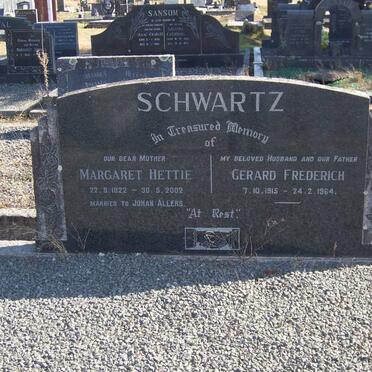 SANSOM
SCHWARTZ
In Treasured Memory
of
OUR DEAR MOTHER
MARGARET HETTIE
22.8.1922 – 30.5.2002
MARRIED TO JOHAN ALLERS
MY BELOVED HUSBAND AND OUR FATHER
GERARD FREDERICH
7.10.1915 – 24.2.1964.
"At Rest"